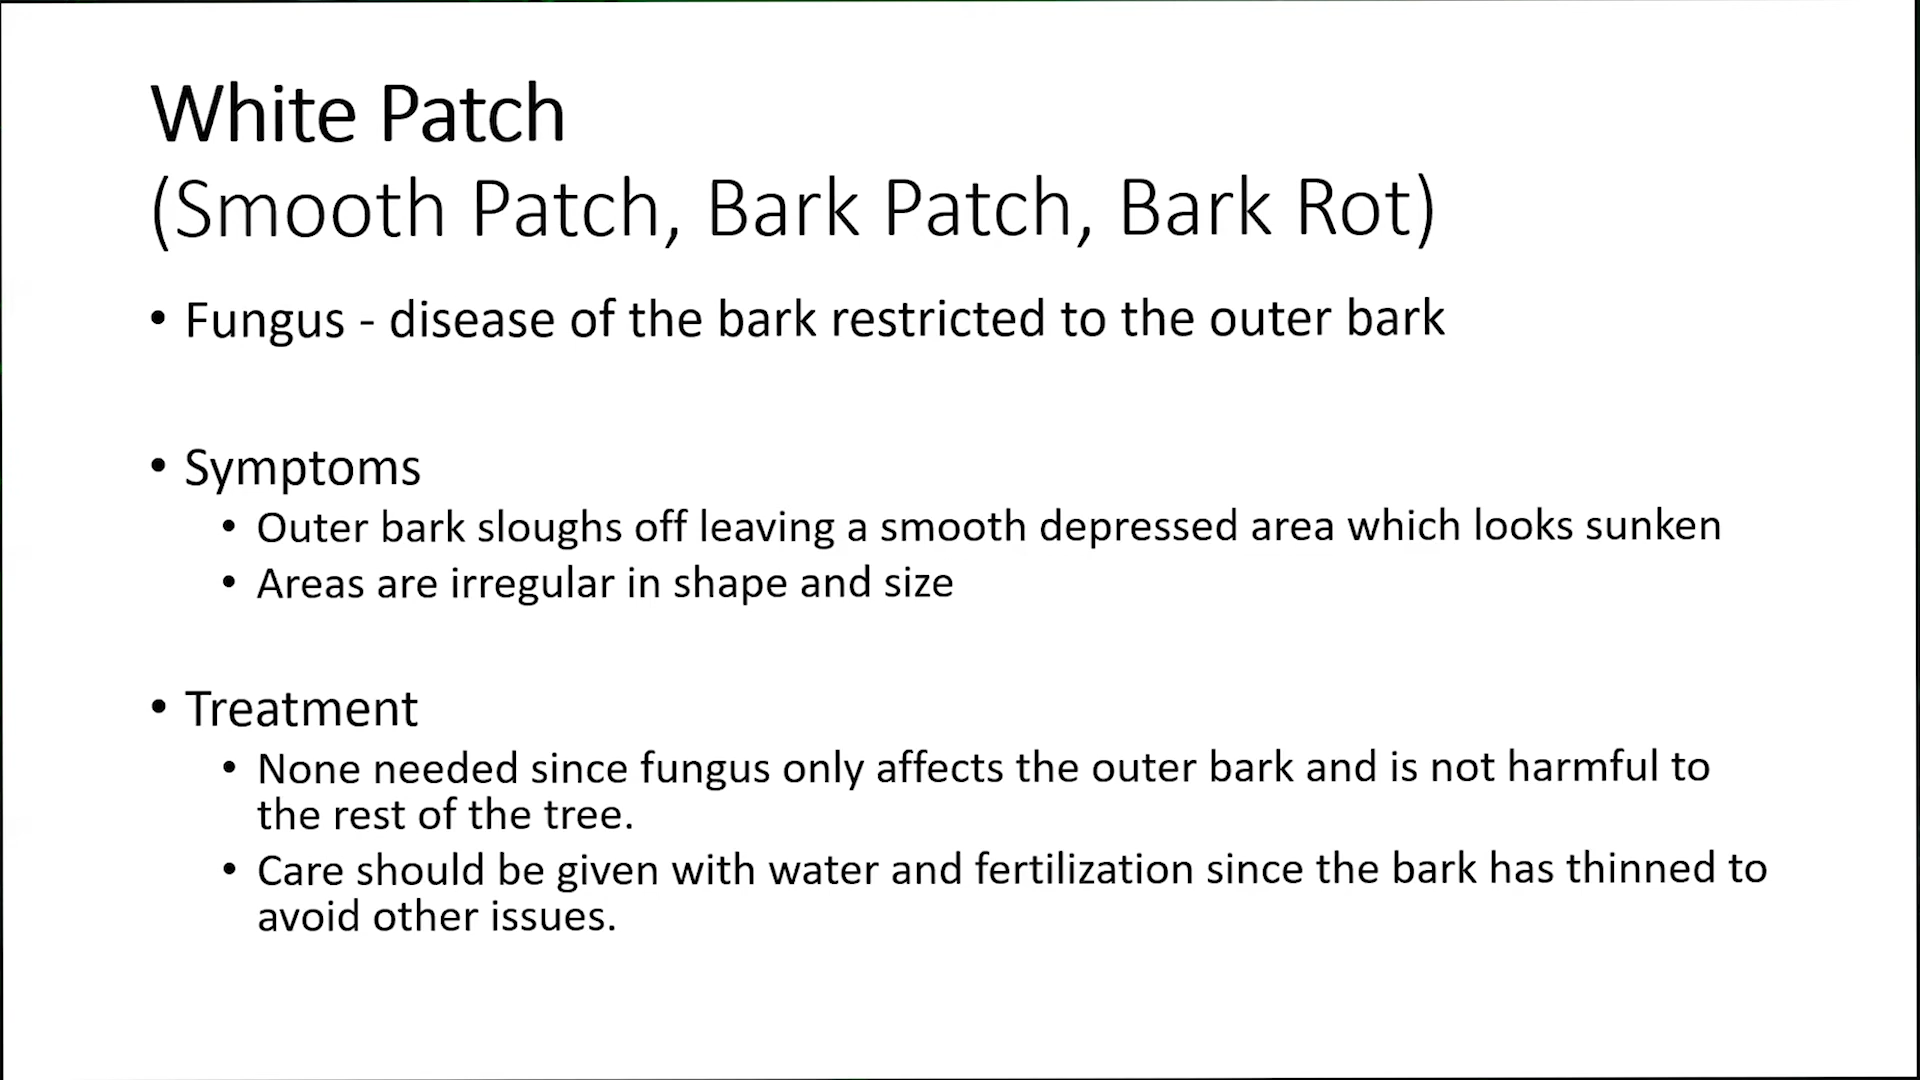 White Patch
(Smooth Patch, Bark Patch, Bark Rot)
• Fungus - disease of the bark restricted to the outer bark
• Symptoms
• Outer bark sloughs off leaving a smooth depressed area which looks sunken
• Areas are irregular in shape and size
• Treatment
• None needed since fungus only affects the outer bark and is not harmful to
the rest of the tree.
• Care should be given with water and fertilization since the bark has thinned to
avoid other issues.